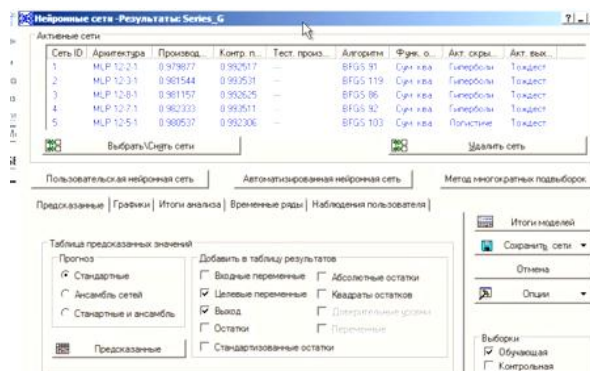 Нейронные сети -Результаты: Series_G
Активные сети
Сеть ID Архитектура Производ... Контр. п... Тест. произ... Алгоритм Функ. о... Акт. скры... Акт. вых...
1 MLP 12-2-1 0.979877 0.992517 --- BFGS 91 Сум. ква Гиперболи Тождест
2 MLP 12-3-1 0.981544 0.993531 --- BFGS 119 Сум. ква Гиперболи Тождест
3 MLP 12-8-1 0.981157 0.992625 --- BFGS 86 Сум. ква Гиперболи Тождест
4 MLP 12-7-1 0.982333 0.993511 --- BFGS 92 Сум. ква Гиперболи Тождест
5 MLP 12-5-1 0.980537 0.992306 --- BFGS 103 Сум. ква Логистиче Тождест
Выбрать\Снять сети Удалить сеть
Пользовательская нейронная сеть Автоматизированная нейронная сеть Метод многократных подвыборок
Предсказанные Графики Итоги анализа Временные ряды Наблюдения пользователя
Итоги моделей
Сохранить сети
Отмена
Опции
Таблица предсказанных значений
Прогноз
Стандартные
Ансамбль сетей
Станартные и ансамбль
Предсказанные
Добавить в таблицу результатов
Входные переменные Абсолютные остатки
Целевые переменные Квадраты остатков
Выход Доверительные уровни
Остатки Переменные
Стандартизованные остатки
Выборки
Обучающая
Контрольная